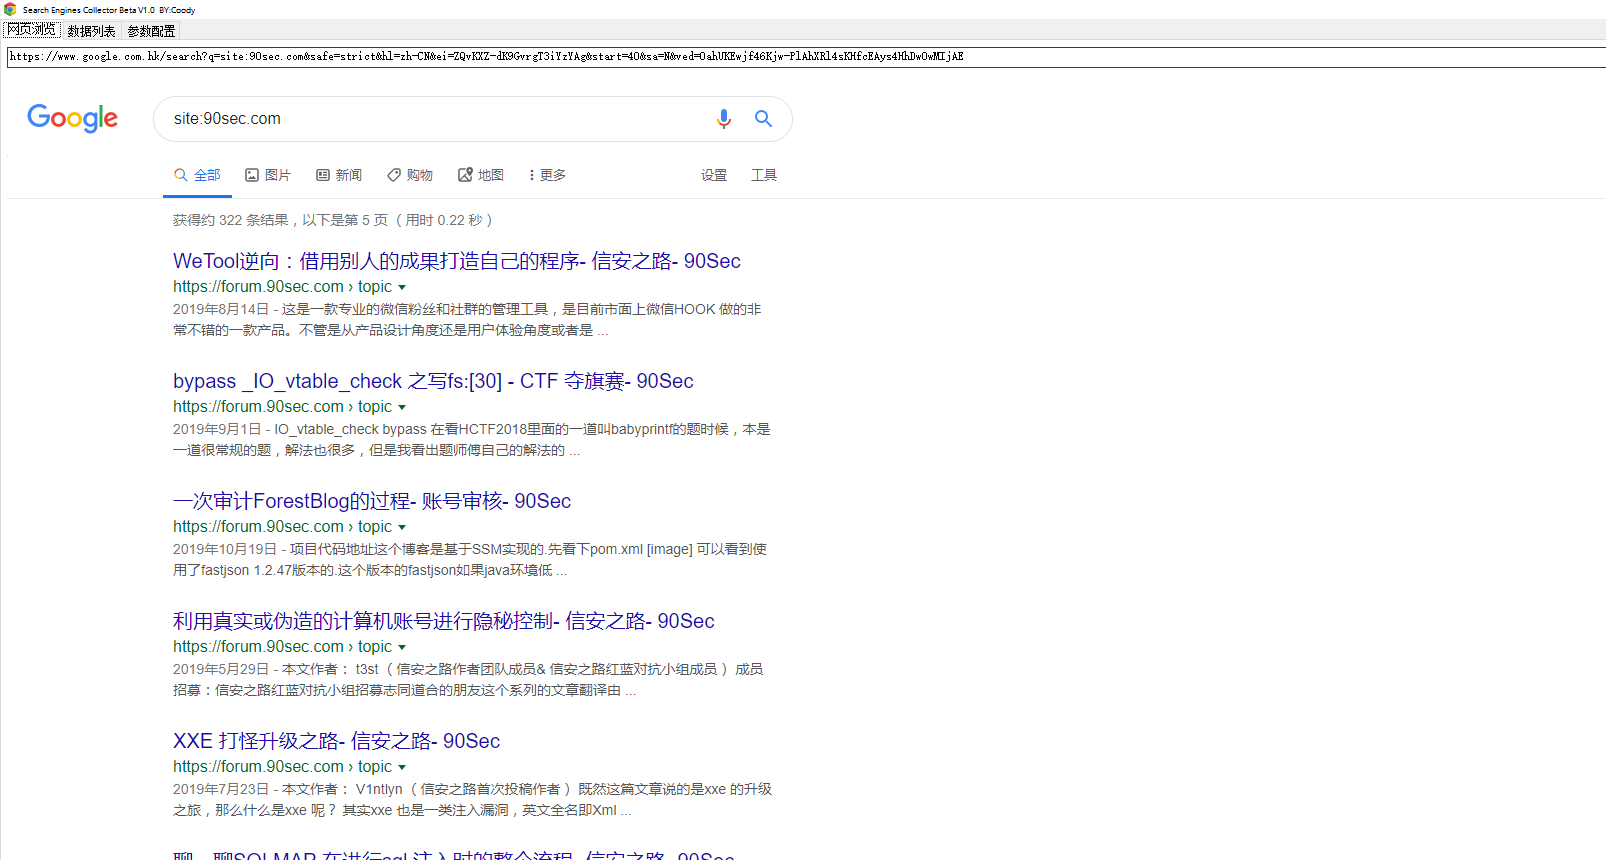 Search Engines Collector Beta V1.0 BY:Coody
网页浏览 数据列表 参数配置
https://www.google.com.hk/search?q=site:90sec.com&safe=strict&hl=zh-CN&ei=ZQvKXZ-dK9GvrgT3iYzYAg&start=40&sa=N&ved=0ahUKEwjf46Kjw-PlAhXRl4sKHfcEAys4HhDw0wMIjAE
Google
site:90sec.com
全部 图片 新闻 购物 地图 更多 设置 工具
获得约 322 条结果，以下是第 5 页 （用时 0.22 秒）
WeTool逆向：借用别人的成果打造自己的程序- 信安之路- 90Sec
https://forum.90sec.com › topic
2019年8月14日 - 这是一款专业的微信粉丝和社群的管理工具，是目前市面上微信HOOK 做的非
常不错的一款产品。不管是从产品设计角度还是用户体验角度或者是 ...
bypass _IO_vtable_check 之写fs:[30] - CTF 夺旗赛- 90Sec
https://forum.90sec.com › topic
2019年9月1日 - IO_vtable_check bypass 在看HCTF2018里面的一道叫babyprintf的题时候，本是
一道很常规的题，解法也很多，但是我看出题师傅自己的解法的 ...
一次审计ForestBlog的过程- 账号审核- 90Sec
https://forum.90sec.com › topic
2019年10月19日 - 项目代码地址这个博客是基于SSM实现的.先看下pom.xml [image] 可以看到使
用了fastjson 1.2.47版本的.这个版本的fastjson如果java环境低 ...
利用真实或伪造的计算机账号进行隐秘控制- 信安之路- 90Sec
https://forum.90sec.com › topic
2019年5月29日 - 本文作者： t3st （ 信安之路作者团队成员& 信安之路红蓝对抗小组成员 ） 成员
招募：信安之路红蓝对抗小组招募志同道合的朋友这个系列的文章翻译由 ...
XXE 打怪升级之路- 信安之路- 90Sec
https://forum.90sec.com › topic
2019年7月23日 - 本文作者： V1ntlyn （ 信安之路首次投稿作者 ） 既然这篇文章说的是xxe 的升级
之旅，那么什么是xxe 呢？ 其实xxe 也是一类注入漏洞，英文全名即Xml ...
聊一聊SQLMAP 在进行sql 注入时的整个流程- 信安之路- 90Sec